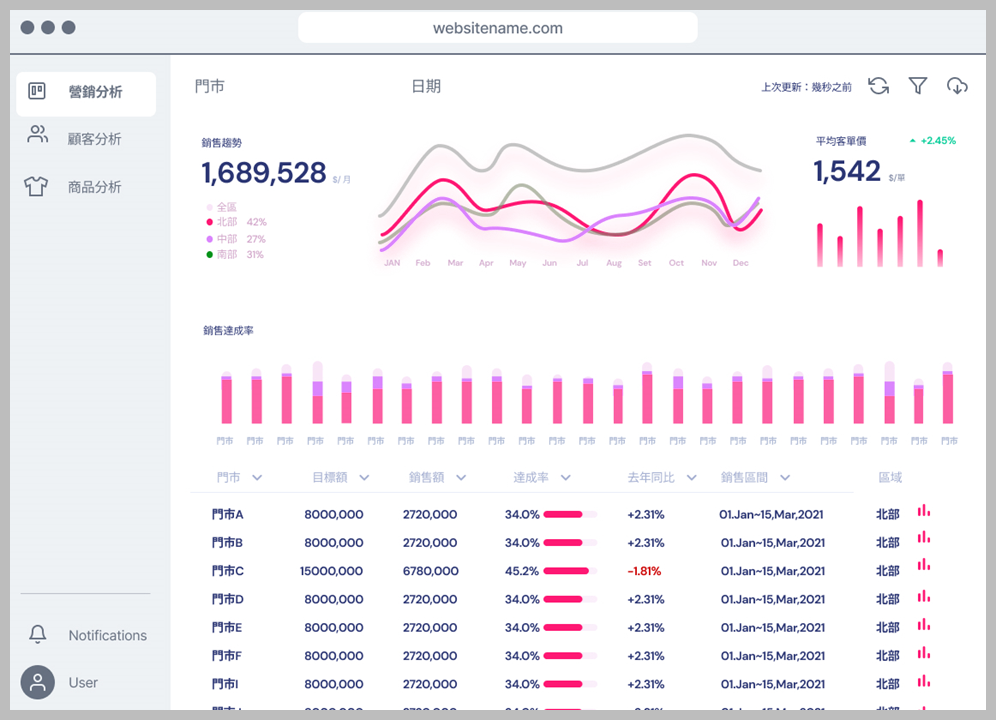 websitename.com
營銷分析
顧客分析
商品分析
Notifications
User
門市 日期 上次更新：幾秒之前
銷售趨勢
1,689,528 $/ 月
全區
北部 42%
中部 27%
南部 31%
JAN Feb Mar Apr May Jun Jul Aug Set Oct Nov Dec
平均客單價 +2.45%
1,542 $/單
銷售達成率
門市 門市 門市 門市 門市 門市 門市 門市 門市 門市 門市 門市 門市 門市 門市 門市 門市 門市 門市 門市 門市 門市 門市 門市 門市
門市 目標額 銷售額 達成率 去年同比 銷售區間 區域
門市A 8000,000 2720,000 34.0% +2.31% 01.Jan~15,Mar,2021 北部
門市B 8000,000 2720,000 34.0% +2.31% 01.Jan~15,Mar,2021 北部
門市C 15000,000 6780,000 45.2% -1.81% 01.Jan~15,Mar,2021 北部
門市D 8000,000 2720,000 34.0% +2.31% 01.Jan~15,Mar,2021 北部
門市E 8000,000 2720,000 34.0% +2.31% 01.Jan~15,Mar,2021 北部
門市F 8000,000 2720,000 34.0% +2.31% 01.Jan~15,Mar,2021 北部
門市I 8000,000 2720,000 34.0% +2.31% 01.Jan~15,Mar,2021 北部